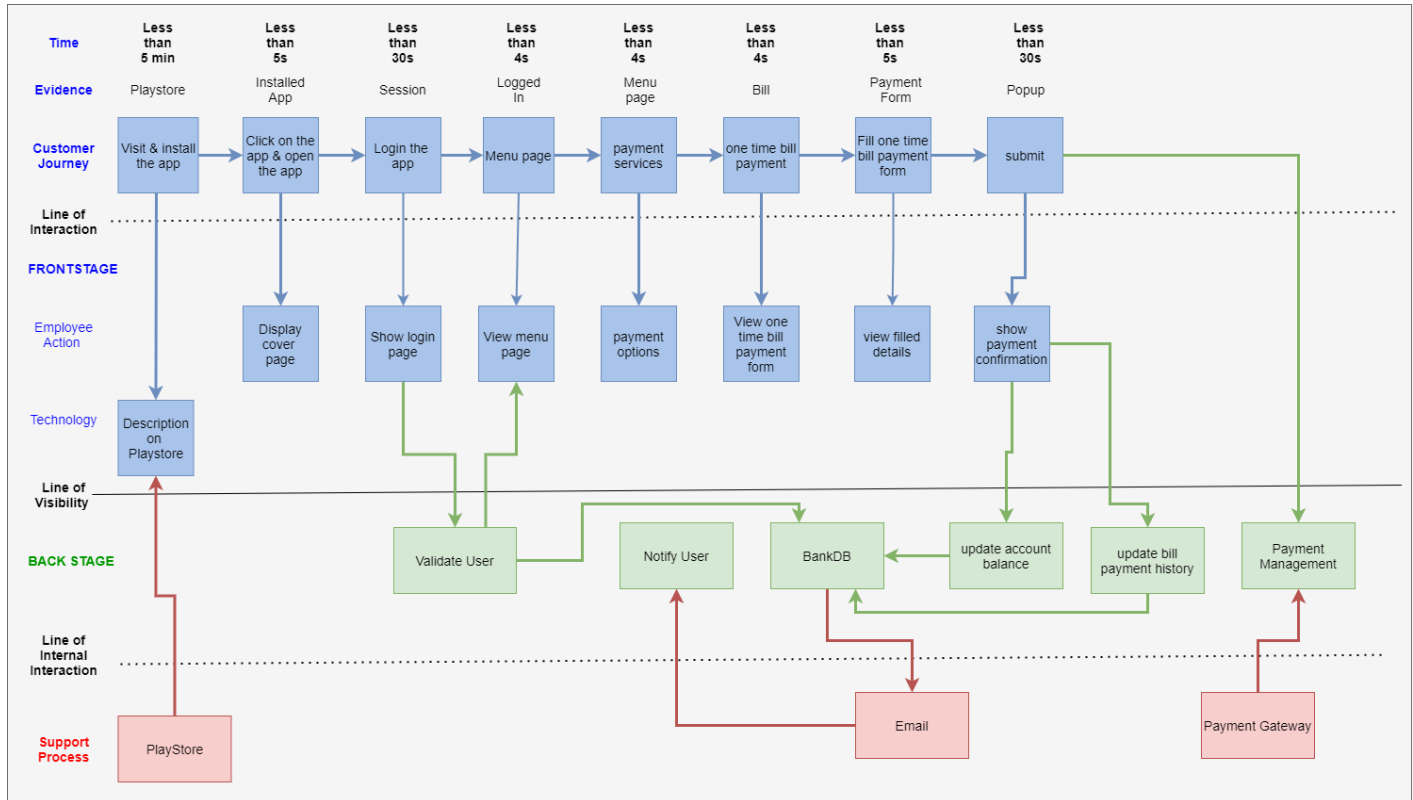 Time
Less
than
5 min
Less
than
5s
Less
than
30s
Less
than
4s
Less
than
4s
Less
than
4s
Less
than
5s
Less
than
30s
Evidence
Playstore
Installed
App
Session
Logged
In
Menu
page
Bill
Payment
Form
Popup
Customer
Journey
Visit & install
the app
Click on the
app & open
the app
Login the
app
Menu page
payment
services
one time bill
payment
Fill one time
bill payment
form
submit
Line of
Interaction
FRONTSTAGE
Employee
Action
Display
cover
page
Show login
page
View menu
page
payment
options
View one
time bill
payment
form
view filled
details
show
payment
confirmation
Technology
Description
on
Playstore
Line of
Visibility
BACK STAGE
Validate User
Notify User
BankDB
update account
balance
update bill
payment history
Payment
Management
Line of
Internal
Interaction
Support
Process
PlayStore
Email
Payment Gateway